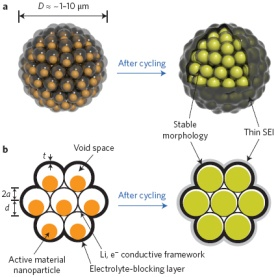 a
D ≈ ~1–10 μm
After cycling
Stable
morphology
Thin SEI
b
t
Void space
After cycling
2a
d
Li, e⁻ conductive framework
Active material
nanoparticle
Electrolyte-blocking layer